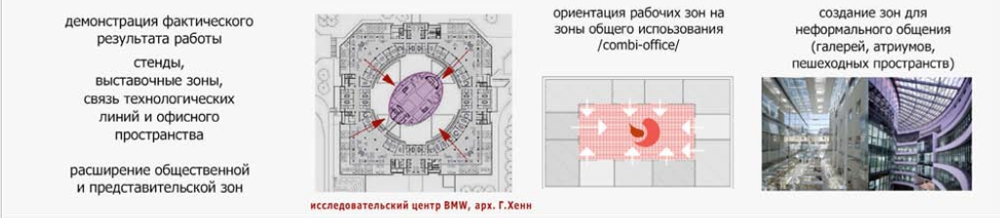 демонстрация фактического
результата работы
стенды,
выставочные зоны,
связь технологических
линий и офисного
пространства
расширение общественной
и представительской зон
исследовательский центр BMW, арх. Г.Хенн
ориентация рабочих зон на
зоны общего испоьзования
/combi-office/
создание зон для
неформального общения
(галерей, атриумов,
пешеходных пространств)